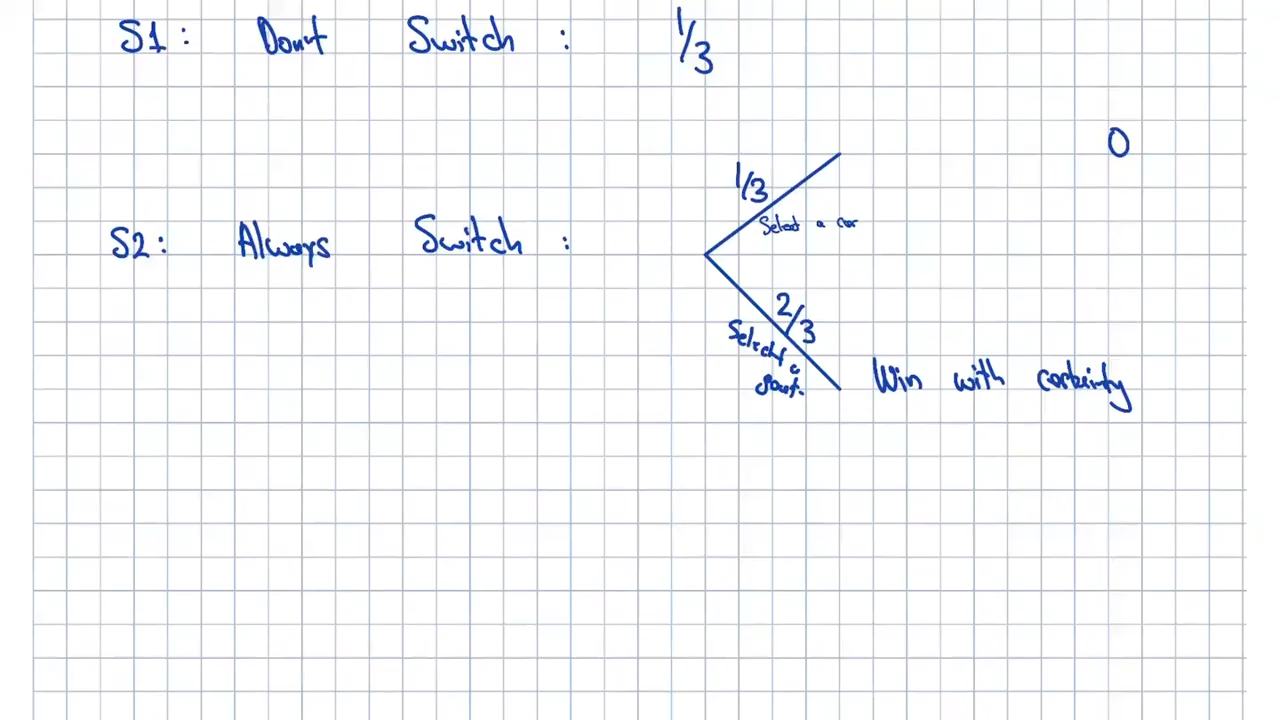 S1: Dont Switch : 1/3
0
1/3
Select a car
S2: Always Switch :
2/3
Select a
goat.
Win with certainty